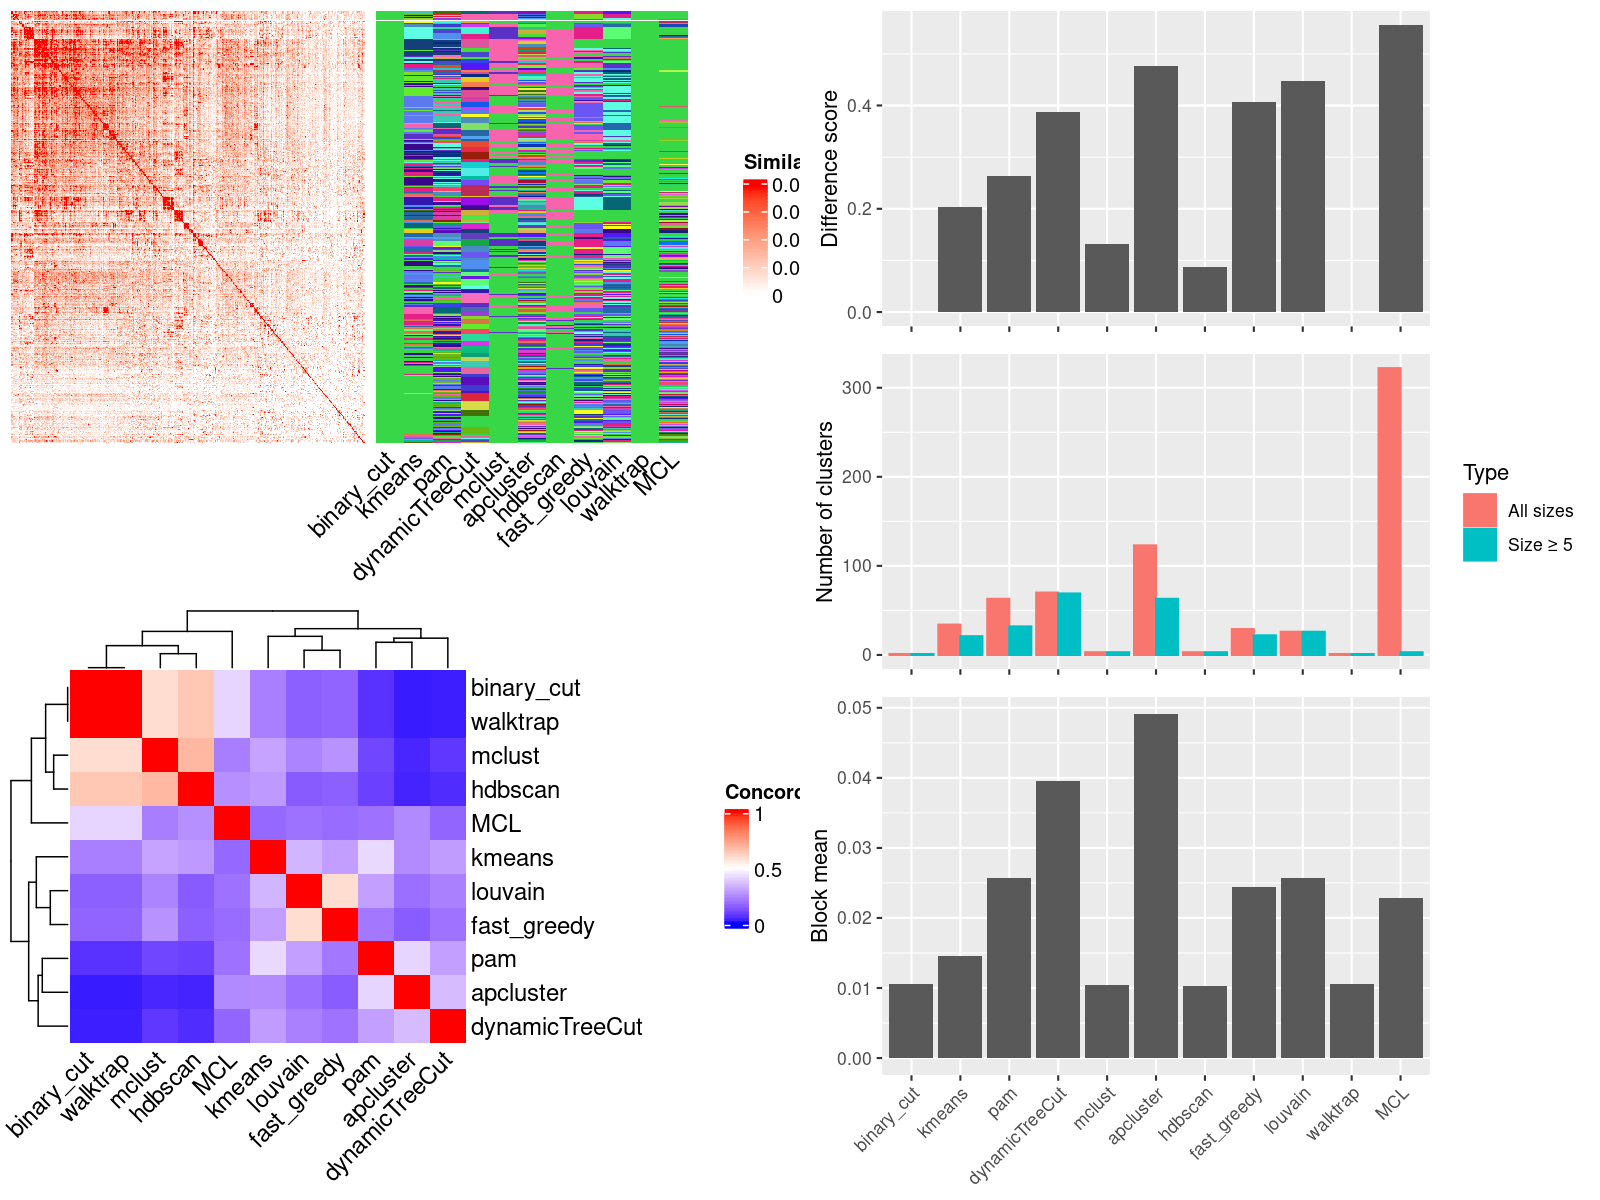 Simila
0.0
0.0
0.0
0.0
0
binary_cut
kmeans
pam
dynamicTreeCut
mclust
apcluster
hdbscan
fast_greedy
louvain
walktrap
MCL
binary_cut
walktrap
mclust
hdbscan
MCL
kmeans
louvain
fast_greedy
pam
apcluster
dynamicTreeCut
binary_cut
walktrap
mclust
hdbscan
MCL
kmeans
louvain
fast_greedy
pam
apcluster
dynamicTreeCut
Concord
1
0.5
0
Difference score
0.4
0.2
0.0
Number of clusters
300
200
100
0
Type
All sizes
Size ≥ 5
Block mean
0.05
0.04
0.03
0.02
0.01
0.00
binary_cut
kmeans
pam
dynamicTreeCut
mclust
apcluster
hdbscan
fast_greedy
louvain
walktrap
MCL